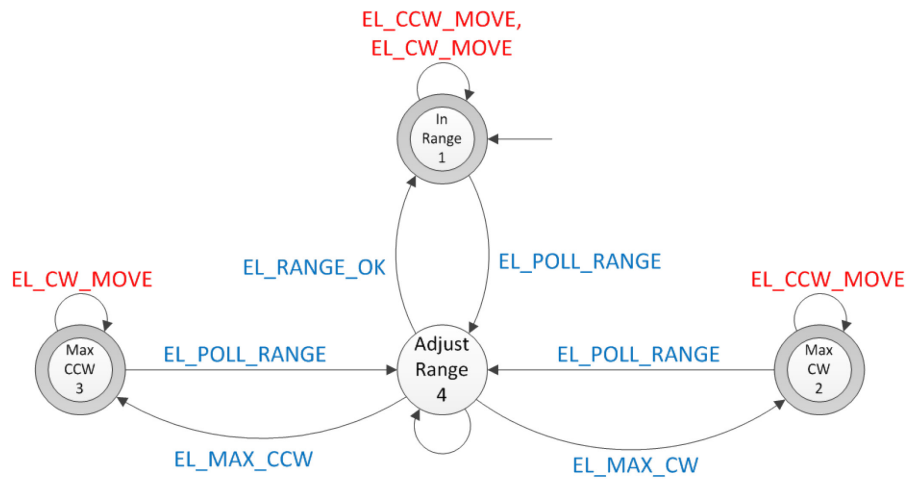 EL_CCW_MOVE,
EL_CW_MOVE
In
Range
1
EL_RANGE_OK
EL_POLL_RANGE
EL_CW_MOVE
EL_CCW_MOVE
Max
CCW
3
EL_POLL_RANGE
Adjust
Range
4
EL_POLL_RANGE
Max
CW
2
EL_MAX_CCW
EL_MAX_CW